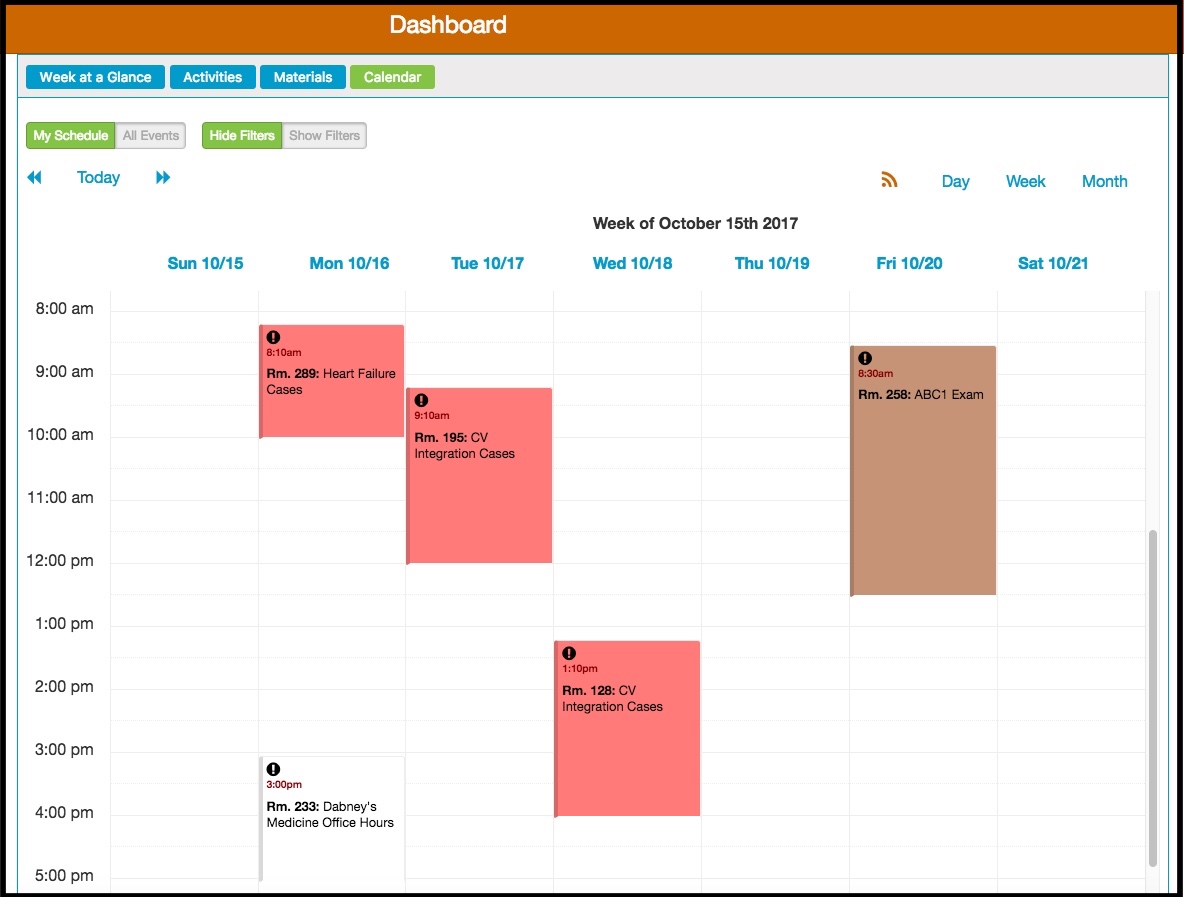 Dashboard
Week at a Glance Activities Materials Calendar
My Schedule All Events Hide Filters Show Filters
Today Day Week Month
Week of October 15th 2017
Sun 10/15 Mon 10/16 Tue 10/17 Wed 10/18 Thu 10/19 Fri 10/20 Sat 10/21
8:00 am
8:10am
Rm. 289: Heart Failure
Cases
8:30am
Rm. 258: ABC1 Exam
9:00 am
9:10am
Rm. 195: CV
Integration Cases
10:00 am
11:00 am
12:00 pm
1:00 pm
1:10pm
Rm. 128: CV
Integration Cases
2:00 pm
3:00 pm
3:00pm
Rm. 233: Dabney's
Medicine Office Hours
4:00 pm
5:00 pm